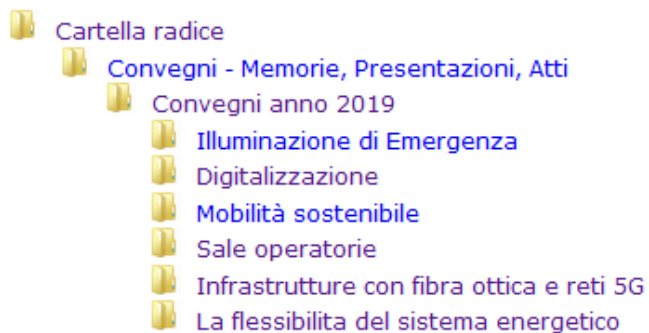 Cartella radice
Convegni - Memorie, Presentazioni, Atti
Convegni anno 2019
Illuminazione di Emergenza
Digitalizzazione
Mobilità sostenibile
Sale operatorie
Infrastrutture con fibra ottica e reti 5G
La flessibilita del sistema energetico